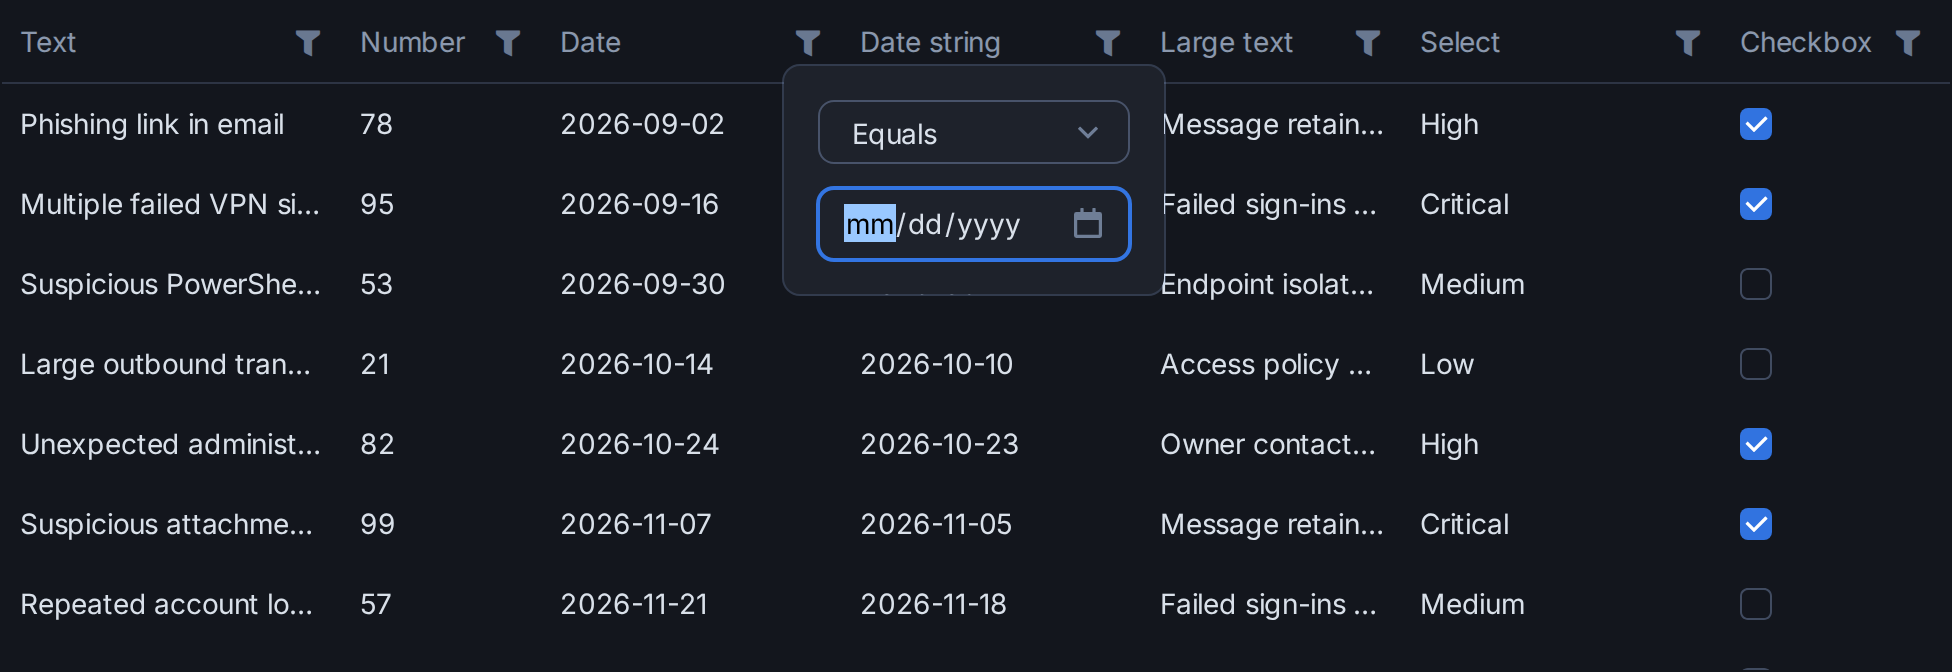 Text Number Date Date string Large text Select Checkbox
Equals
mm/dd/yyyy
Phishing link in email 78 2026-09-02 Message retain... High
Multiple failed VPN si... 95 2026-09-16 Failed sign-ins ... Critical
Suspicious PowerShe... 53 2026-09-30 Endpoint isolat... Medium
Large outbound tran... 21 2026-10-14 2026-10-10 Access policy ... Low
Unexpected administ... 82 2026-10-24 2026-10-23 Owner contact... High
Suspicious attachme... 99 2026-11-07 2026-11-05 Message retain... Critical
Repeated account lo... 57 2026-11-21 2026-11-18 Failed sign-ins ... Medium